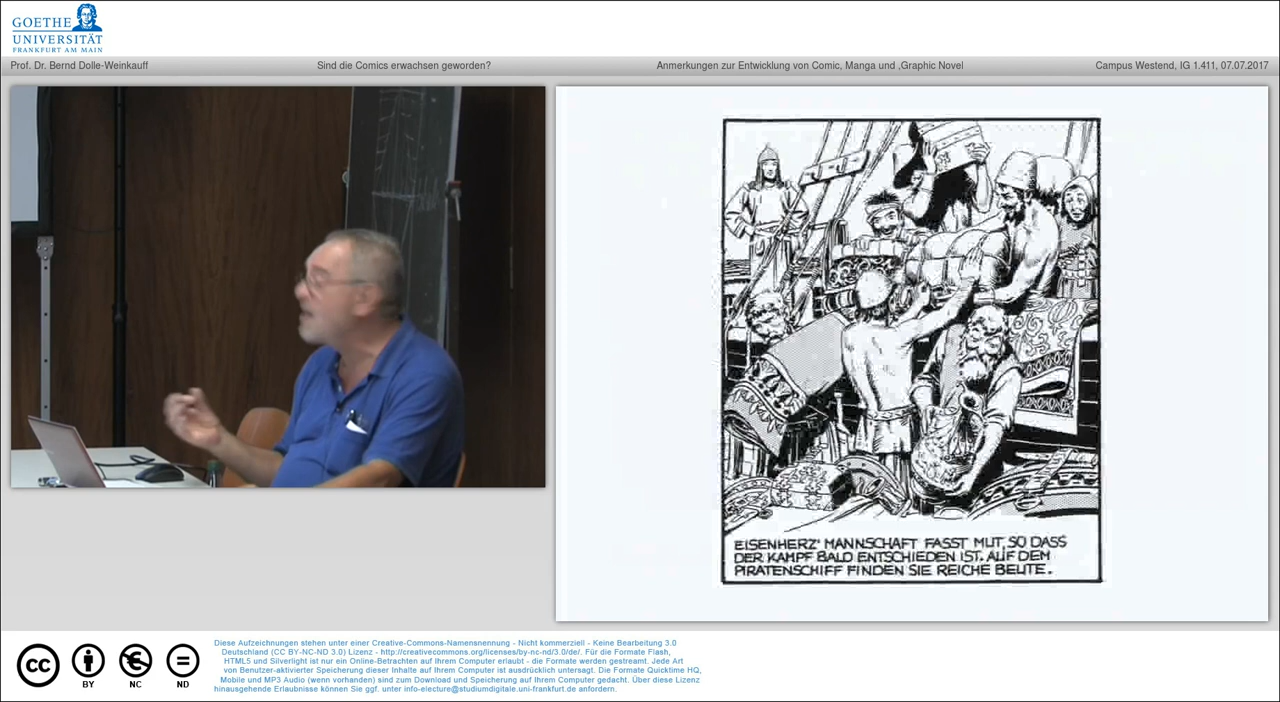 GOETHE
UNIVERSITÄT
FRANKFURT AM MAIN
Prof. Dr. Bernd Dolle-Weinkauff
Sind die Comics erwachsen geworden?
Anmerkungen zur Entwicklung von Comic, Manga und ‚Graphic Novel
Campus Westend, IG 1.411, 07.07.2017
EISENHERZ' MANNSCHAFT FASST MUT, SO DASS
DER KAMPF BALD ENTSCHIEDEN IST. AUF DEM
PIRATENSCHIFF FINDEN SIE REICHE BEUTE.
cc
BY
NC
ND
Diese Aufzeichnungen stehen unter einer Creative-Commons-Namensnennung - Nicht kommerziell - Keine Bearbeitung 3.0
Deutschland (CC BY-NC-ND 3.0) Lizenz - http://creativecommons.org/licenses/by-nc-nd/3.0/de/. Für die Formate Flash,
HTML5 und Silverlight ist nur ein Online-Betrachten auf Ihrem Computer erlaubt - die Formate werden gestreamt. Jede Art
von Benutzer-aktivierter Speicherung dieser Inhalte auf Ihrem Computer ist ausdrücklich untersagt. Die Formate Quicktime HQ,
Mobile und MP3 Audio (wenn vorhanden) sind zum Download und Speicherung auf Ihrem Computer gedacht. Über diese Lizenz
hinausgehende Erlaubnisse können Sie ggf. unter info-electure@studiumdigitale.uni-frankfurt.de anfordern.